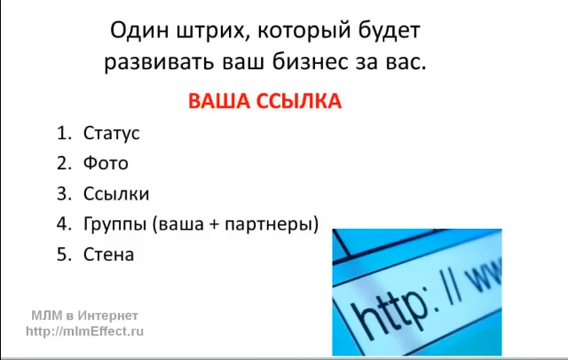 Один штрих, который будет
развивать ваш бизнес за вас.
ВАША ССЫЛКА
1. Статус
2. Фото
3. Ссылки
4. Группы (ваша + партнеры)
5. Стена
http: // ww
МЛМ в Интернет
http://mlmEffect.ru